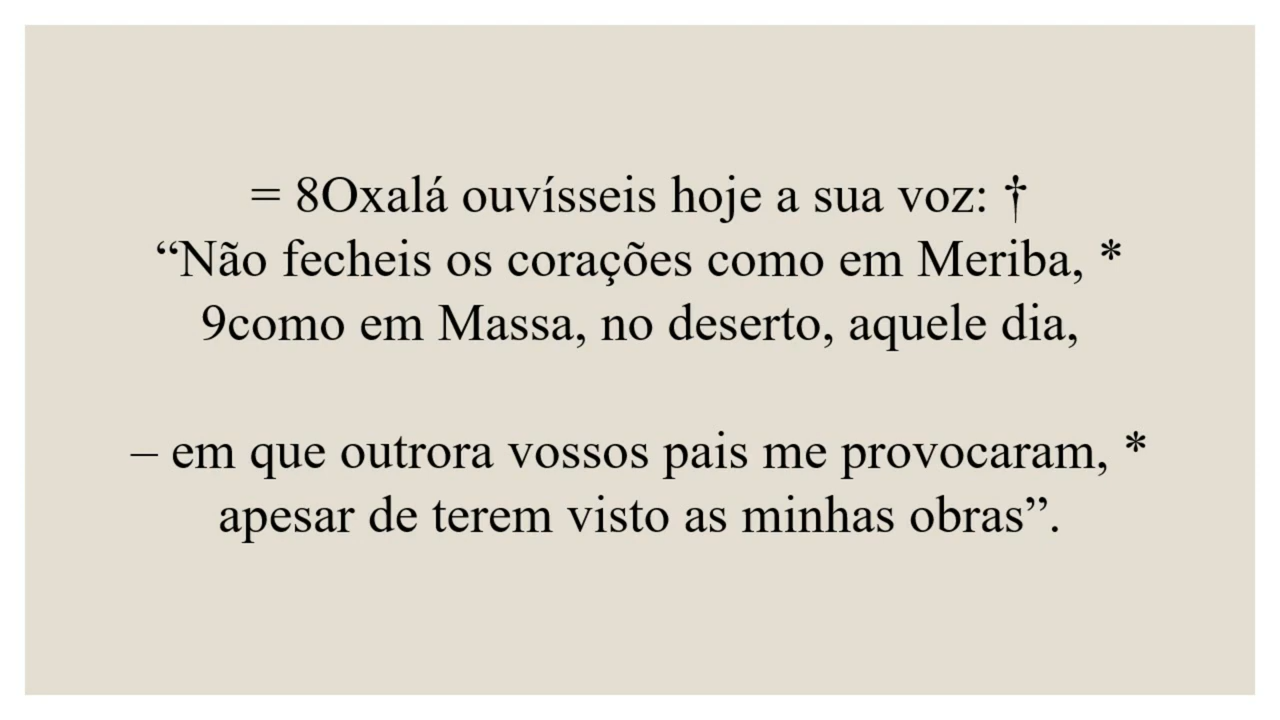 = 8Oxalá ouvísseis hoje a sua voz: †
“Não fecheis os corações como em Meriba, *
9como em Massa, no deserto, aquele dia,
– em que outrora vossos pais me provocaram, *
apesar de terem visto as minhas obras”.